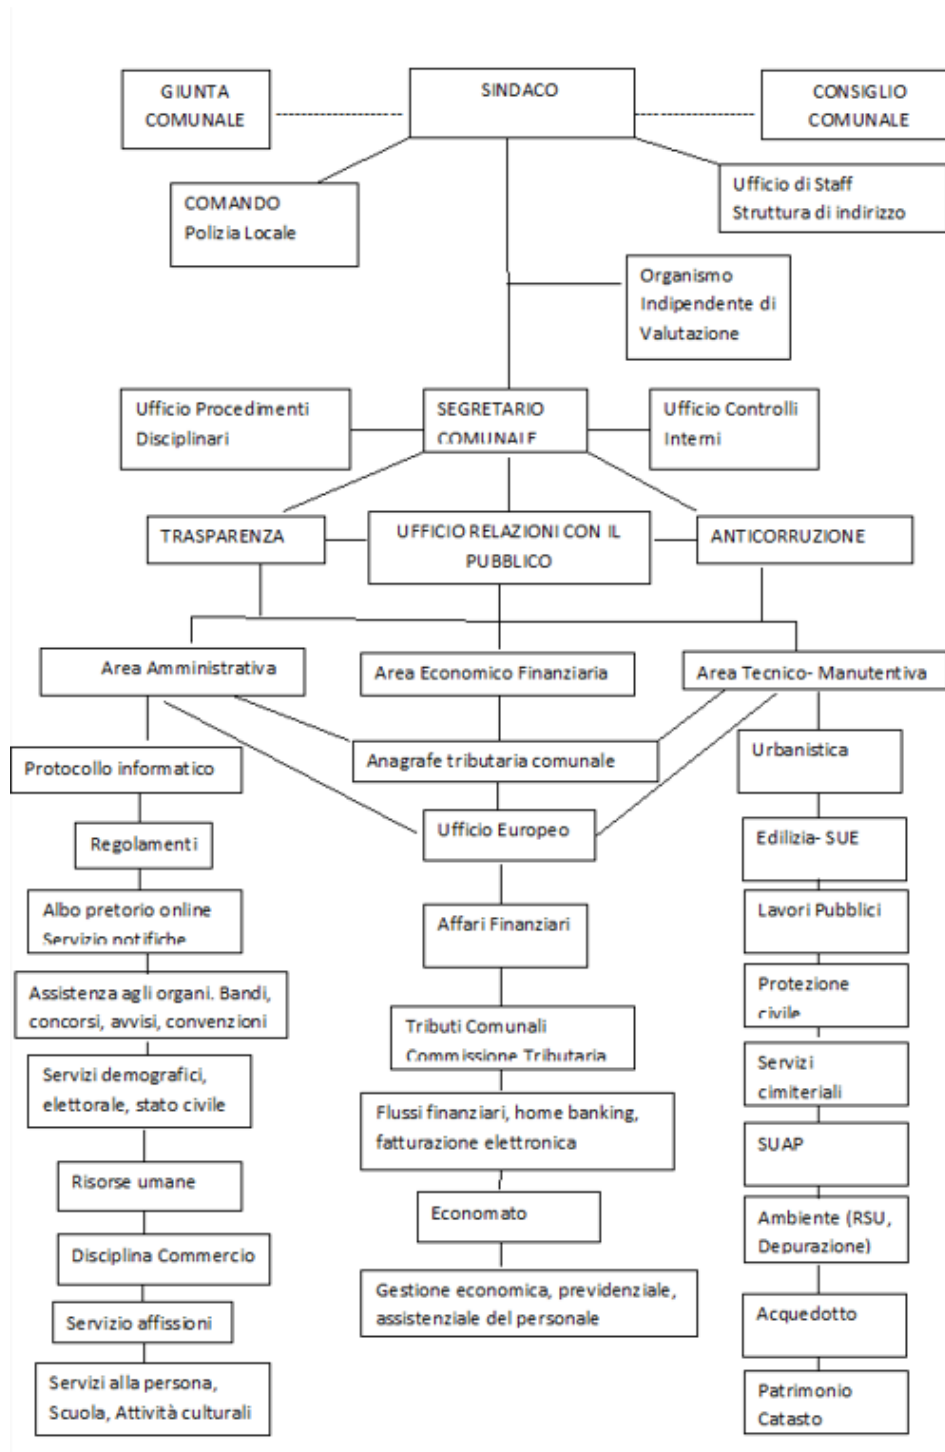 GIUNTA
COMUNALE
SINDACO
CONSIGLIO
COMUNALE
COMANDO
Polizia Locale
Ufficio di Staff
Struttura di indirizzo
Organismo
Indipendente di
Valutazione
Ufficio Procedimenti
Disciplinari
SEGRETARIO
COMUNALE
Ufficio Controlli
Interni
TRASPARENZA
UFFICIO RELAZIONI CON IL
PUBBLICO
ANTICORRUZIONE
Area Amministrativa
Area Economico Finanziaria
Area Tecnico- Manutentiva
Protocollo informatico
Anagrafe tributaria comunale
Urbanistica
Regolamenti
Ufficio Europeo
Edilizia- SUE
Albo pretorio online
Servizio notifiche
Affari Finanziari
Lavori Pubblici
Assistenza agli organi. Bandi,
concorsi, avvisi, convenzioni
Tributi Comunali
Commissione Tributaria
Protezione
civile
Servizi demografici,
elettorale, stato civile
Flussi finanziari, home banking,
fatturazione elettronica
Servizi
cimiteriali
Risorse umane
Economato
SUAP
Disciplina Commercio
Gestione economica, previdenziale,
assistenziale del personale
Ambiente (RSU,
Depurazione)
Servizio affissioni
Acquedotto
Servizi alla persona,
Scuola, Attività culturali
Patrimonio
Catasto